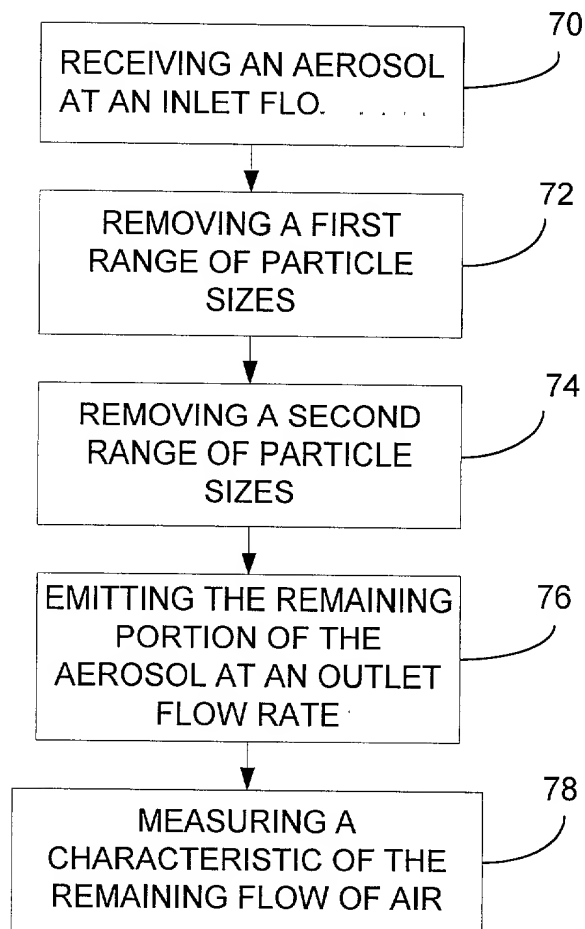 70
RECEIVING AN AEROSOL
AT AN INLET FLO
72
REMOVING A FIRST
RANGE OF PARTICLE
SIZES
74
REMOVING A SECOND
RANGE OF PARTICLE
SIZES
76
EMITTING THE REMAINING
PORTION OF THE
AEROSOL AT AN OUTLET
FLOW RATE
78
MEASURING A
CHARACTERISTIC OF THE
REMAINING FLOW OF AIR